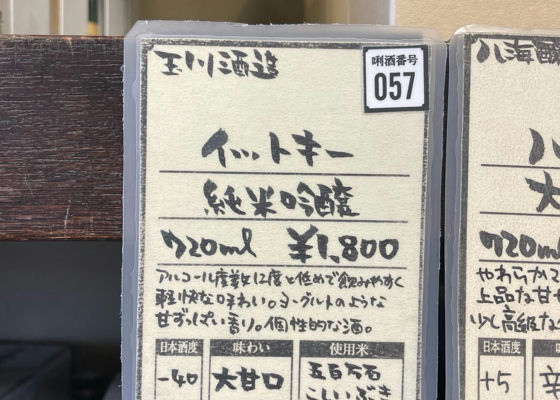 玉川酒造
唎酒番号
057
イットキー
純米吟醸
720ml ¥1,800
アルコール度数12度と低めで飲みやすく
軽快な味わい。ヨーグルトのような
甘ずっぱい香り。個性的な酒。
日本酒度 味わい 使用米
-40 大甘口 五百万石
こしいぶき
八海醸
大
720ml
やわらか
上品な甘
少し高級な
日本酒度
+5 辛